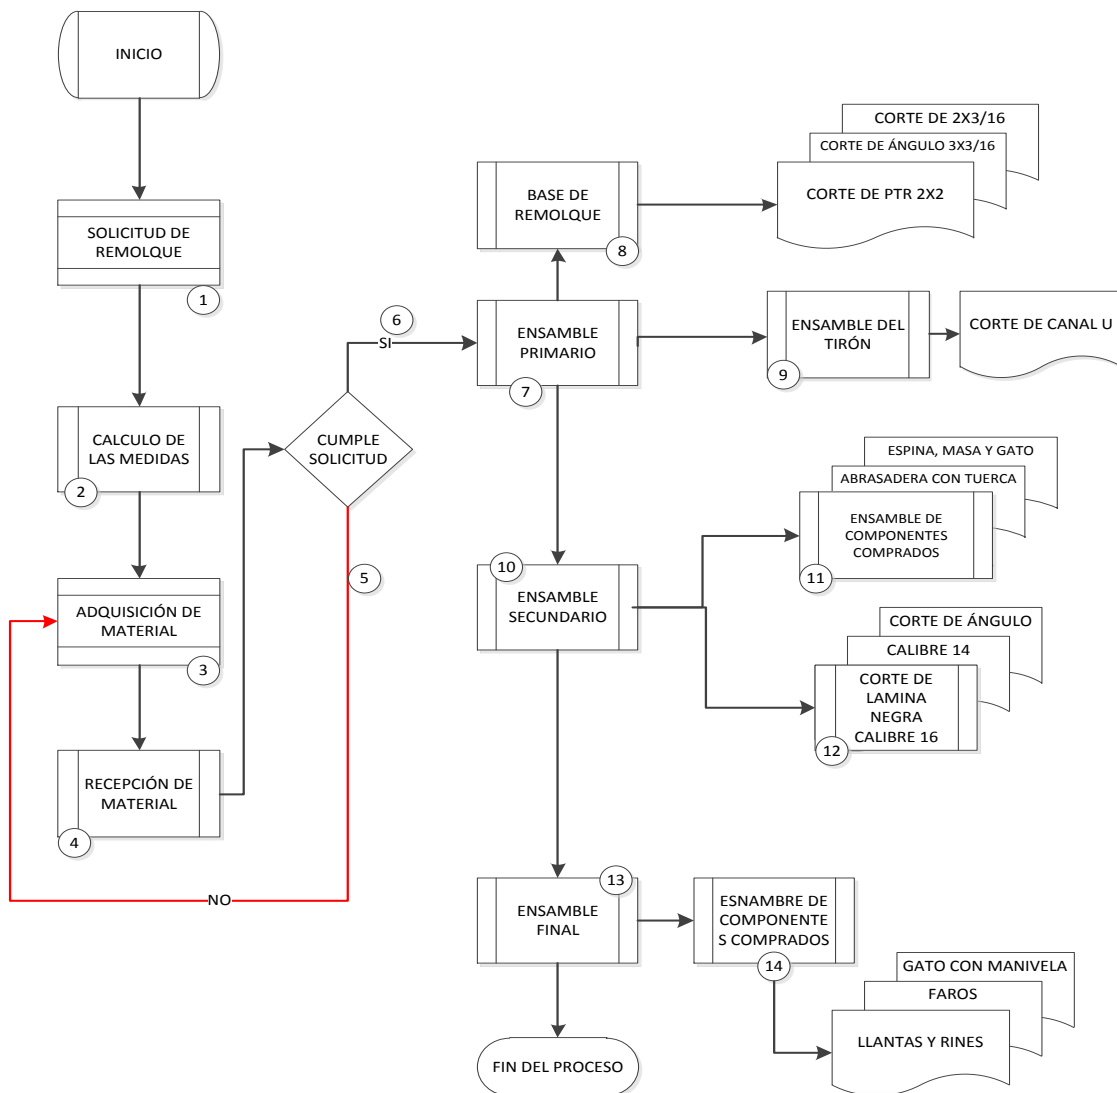 INICIO
SOLICITUD DE
REMOLQUE
1
CALCULO DE
LAS MEDIDAS
2
ADQUISIÓN DE
MATERIAL
3
RECEPCIÓN DE
MATERIAL
4
CUMPLE
SOLICITUD
5
NO
6
SI
ENSAMBLE
PRIMARIO
7
BASE DE
REMOLQUE
8
CORTE DE 2X3/16
CORTE DE ÁNGULO 3X3/16
CORTE DE PTR 2X2
ENSAMBLE DEL
TIRÓN
9
CORTE DE CANAL U
10
ENSAMBLE
SECUNDARIO
ESPINA, MASA Y GATO
ABRASADERA CON TUERCA
ENSAMBLE DE
COMPONENTES
COMPRADOS
11
CORTE DE ÁNGULO
CALIBRE 14
CORTE DE
LAMINA
NEGRA
CALIBRE 16
12
13
ENSAMBLE
FINAL
ESNAMBRE DE
COMPONENTE
S COMPRADOS
14
GATO CON MANIVELA
FAROS
LLANTAS Y RINES
FIN DEL PROCESO